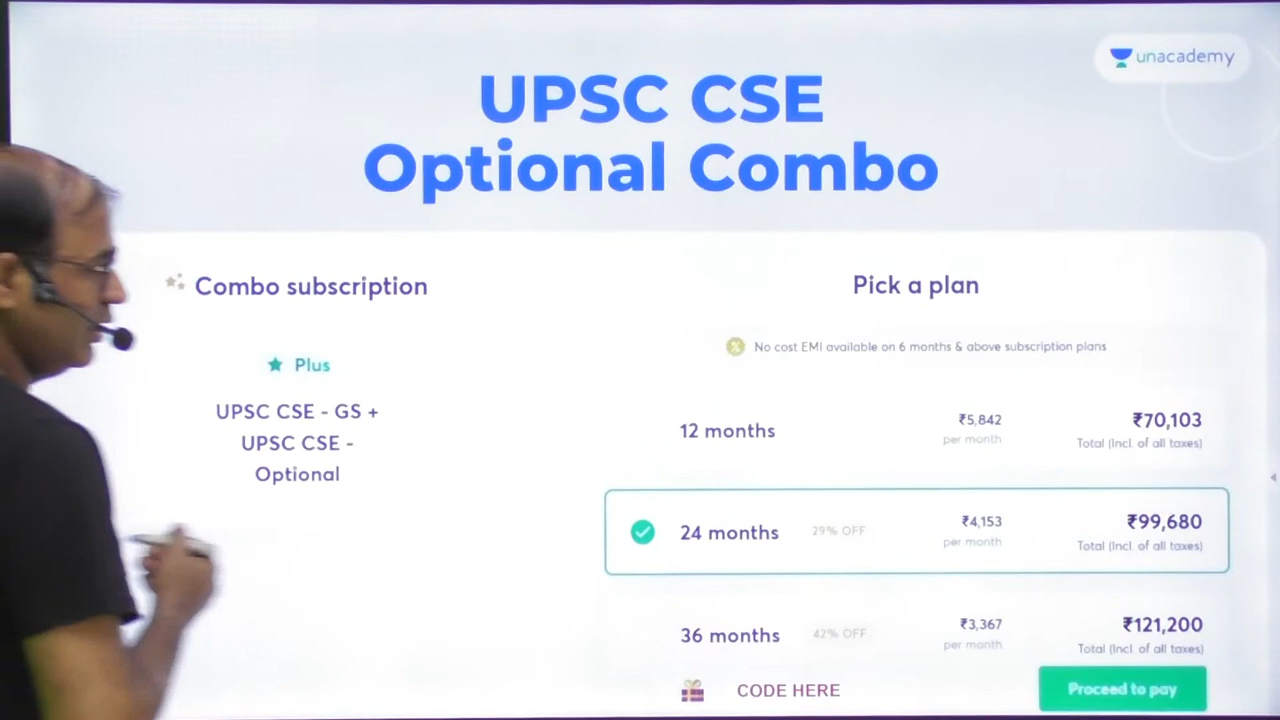 unacademy
UPSC CSE
Optional Combo
Combo subscription
Plus
UPSC CSE - GS +
UPSC CSE -
Optional
Pick a plan
No cost EMI available on 6 months & above subscription plans
12 months ₹5,842 ₹70,103
per month Total (Incl. of all taxes)
24 months 29% OFF ₹4,153 ₹99,680
per month Total (Incl. of all taxes)
36 months 42% OFF ₹3,367 ₹121,200
per month Total (Incl. of all taxes)
CODE HERE Proceed to pay